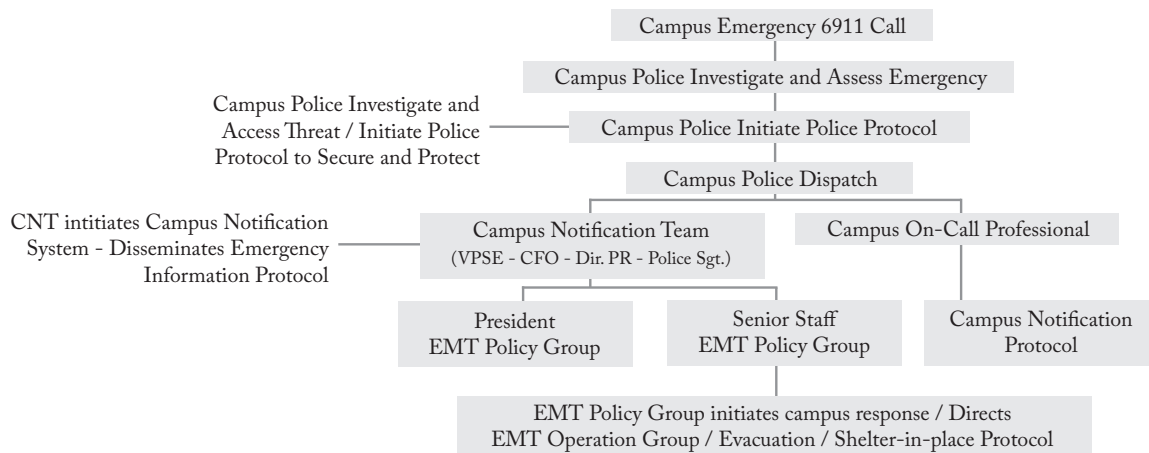 Campus Emergency 6911 Call
Campus Police Investigate and Assess Emergency
Campus Police Investigate and
Access Threat / Initiate Police
Protocol to Secure and Protect
Campus Police Initiate Police Protocol
Campus Police Dispatch
CNT intitiates Campus Notification
System - Disseminates Emergency
Information Protocol
Campus Notification Team
(VPSE - CFO - Dir. PR - Police Sgt.)
Campus On-Call Professional
President
EMT Policy Group
Senior Staff
EMT Policy Group
Campus Notification
Protocol
EMT Policy Group initiates campus response / Directs
EMT Operation Group / Evacuation / Shelter-in-place Protocol